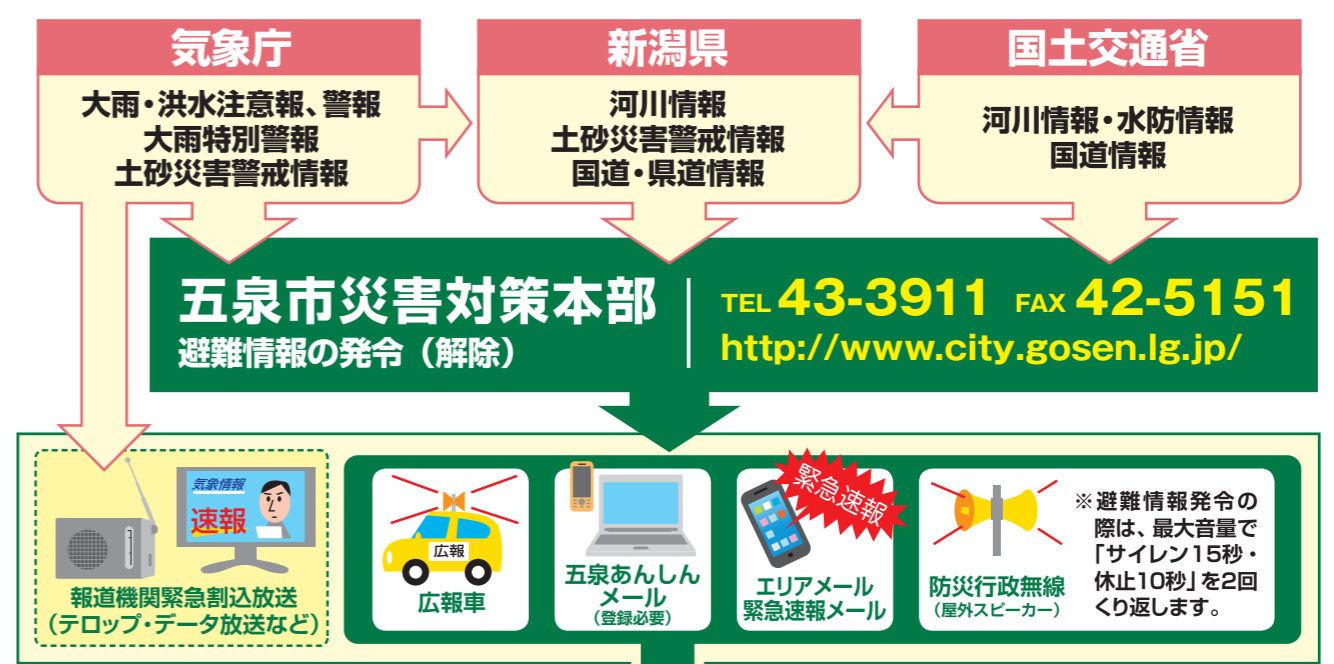 気象庁
大雨・洪水注意報、警報
大雨特別警報
土砂災害警戒情報
新潟県
河川情報
土砂災害警戒情報
国道・県道情報
国土交通省
河川情報・水防情報
国道情報
五泉市災害対策本部
避難情報の発令（解除）
TEL 43-3911 FAX 42-5151
http://www.city.gosen.lg.jp/
気象情報
速報
報道機関緊急割込放送
（テロップ・データ放送など）
広報
広報車
五泉あんしん
メール
（登録必要）
緊急速報
エリアメール
緊急速報メール
防災行政無線
（屋外スピーカー）
※避難情報発令の
際は、最大音量で
「サイレン15秒・
休止10秒」を2回
くり返します。